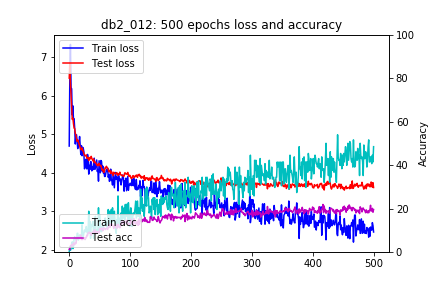 db2_012: 500 epochs loss and accuracy
Train loss
Test loss
Train acc
Test acc
Loss
7
6
5
4
3
2
Accuracy
100
80
60
40
20
0
0
100
200
300
400
500